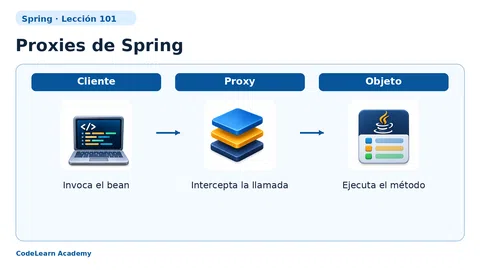 Spring · Lección 101
Proxies de Spring
Cliente
Proxy
Objeto
</>
Invoca el bean
Intercepta la llamada
Ejecuta el método
CodeLearn Academy